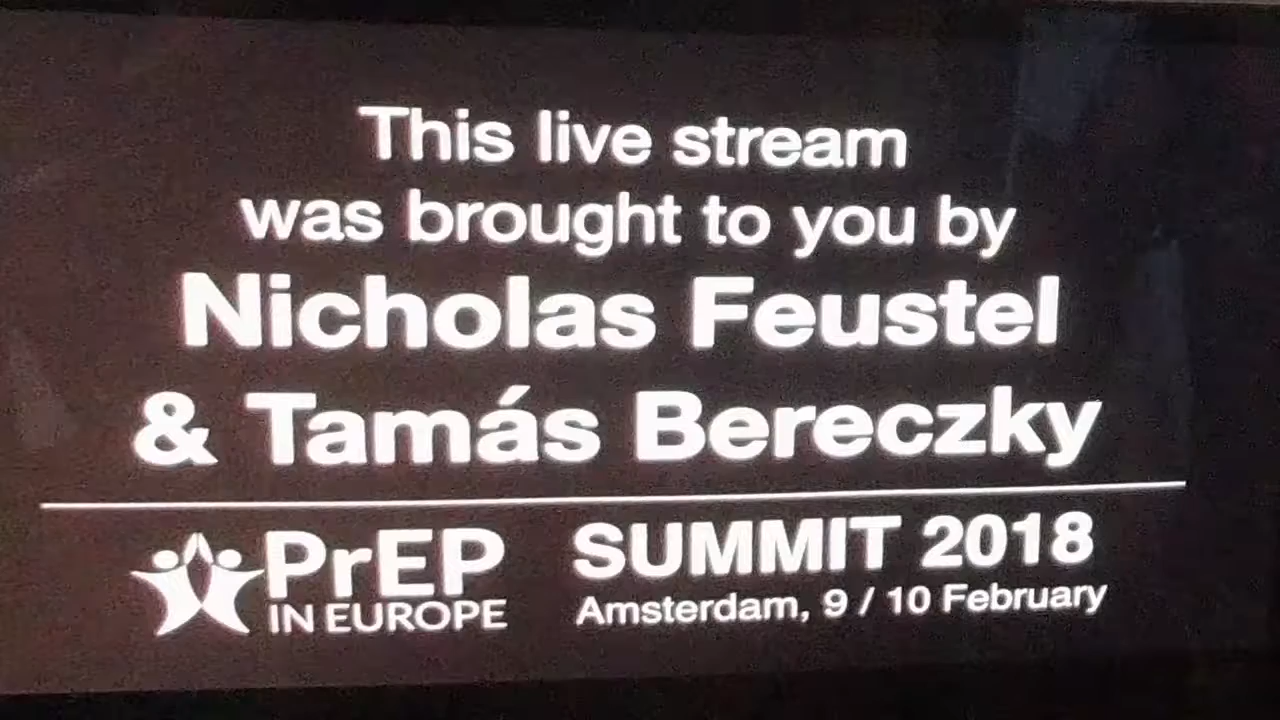 This live stream
was brought to you by
Nicholas Feustel
& Tamás Bereczky
PrEP
IN EUROPE
SUMMIT 2018
Amsterdam, 9 / 10 February